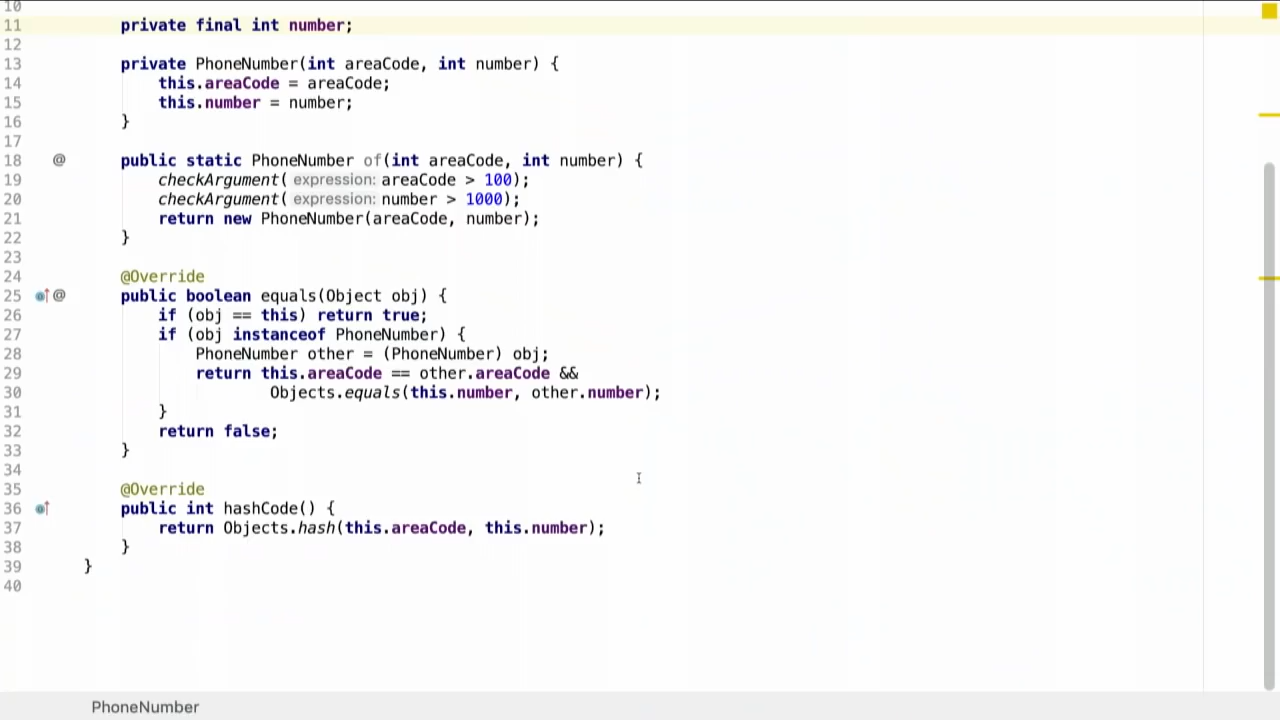 10
11 private final int number;
12
13 private PhoneNumber(int areaCode, int number) {
14 this.areaCode = areaCode;
15 this.number = number;
16 }
17
18 @ public static PhoneNumber of(int areaCode, int number) {
19 checkArgument( expression: areaCode > 100);
20 checkArgument( expression: number > 1000);
21 return new PhoneNumber(areaCode, number);
22 }
23
24 @Override
25 @ public boolean equals(Object obj) {
26 if (obj == this) return true;
27 if (obj instanceof PhoneNumber) {
28 PhoneNumber other = (PhoneNumber) obj;
29 return this.areaCode == other.areaCode &&
30 Objects.equals(this.number, other.number);
31 }
32 return false;
33 }
34
35 @Override
36 public int hashCode() {
37 return Objects.hash(this.areaCode, this.number);
38 }
39 }
40
PhoneNumber